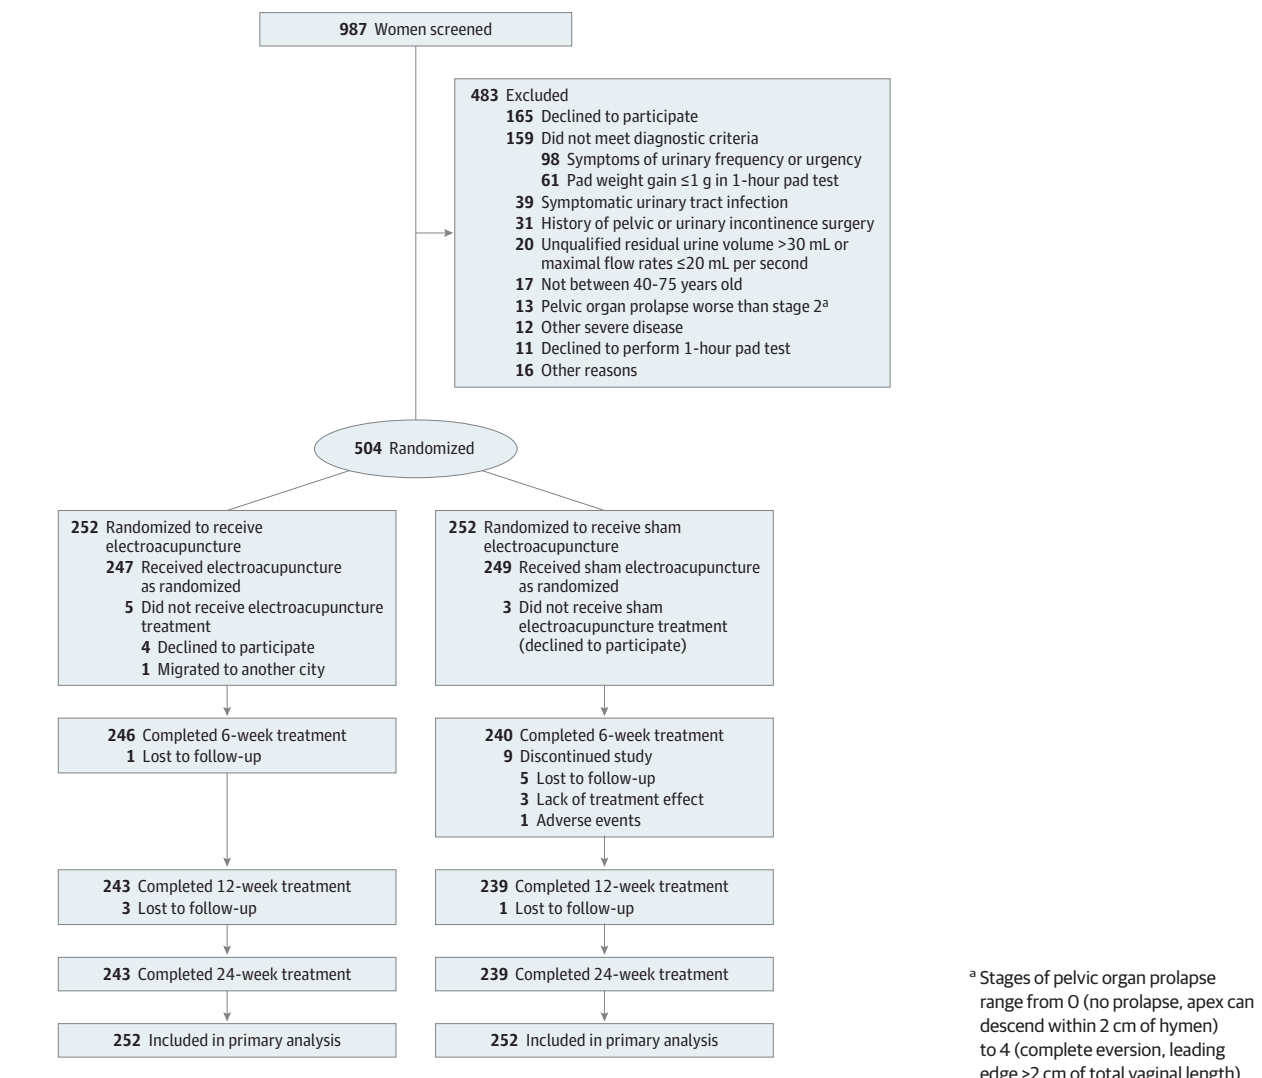 987 Women screened
483 Excluded
165 Declined to participate
159 Did not meet diagnostic criteria
98 Symptoms of urinary frequency or urgency
61 Pad weight gain ≤1 g in 1-hour pad test
39 Symptomatic urinary tract infection
31 History of pelvic or urinary incontinence surgery
20 Unqualified residual urine volume >30 mL or
maximal flow rates ≤20 mL per second
17 Not between 40-75 years old
13 Pelvic organ prolapse worse than stage 2ª
12 Other severe disease
11 Declined to perform 1-hour pad test
16 Other reasons
504 Randomized
252 Randomized to receive
electroacupuncture
247 Received electroacupuncture
as randomized
5 Did not receive electroacupuncture
treatment
4 Declined to participate
1 Migrated to another city
252 Randomized to receive sham
electroacupuncture
249 Received sham electroacupuncture
as randomized
3 Did not receive sham
electroacupuncture treatment
(declined to participate)
246 Completed 6-week treatment
1 Lost to follow-up
240 Completed 6-week treatment
9 Discontinued study
5 Lost to follow-up
3 Lack of treatment effect
1 Adverse events
243 Completed 12-week treatment
3 Lost to follow-up
239 Completed 12-week treatment
1 Lost to follow-up
243 Completed 24-week treatment
239 Completed 24-week treatment
252 Included in primary analysis
252 Included in primary analysis
ª Stages of pelvic organ prolapse
range from 0 (no prolapse, apex can
descend within 2 cm of hymen)
to 4 (complete eversion, leading
edge >2 cm of total vaginal length)